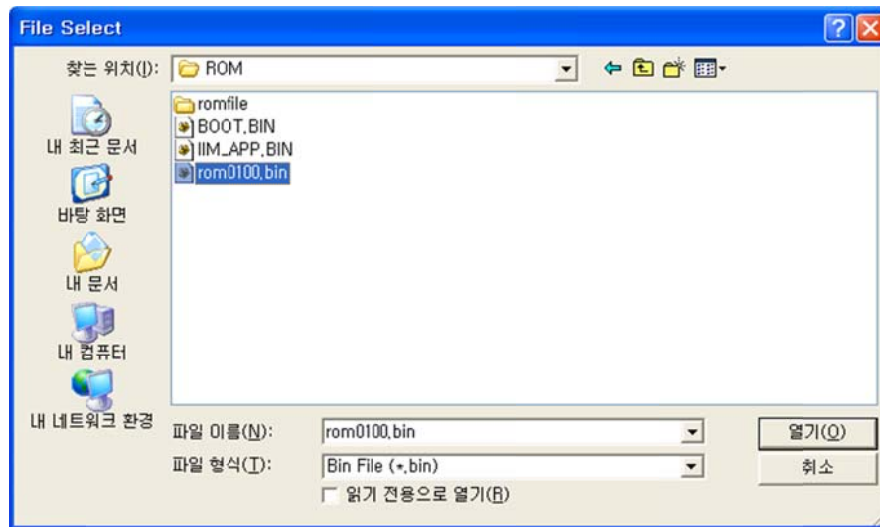 File Select
찾는 위치(I): ROM
romfile
BOOT.BIN
IIM_APP.BIN
rom0100.bin
내 최근 문서
바탕 화면
내 문서
내 컴퓨터
내 네트워크 환경
파일 이름(N): rom0100.bin 열기(O)
파일 형식(T): Bin File (*.bin) 취소
읽기 전용으로 열기(R)